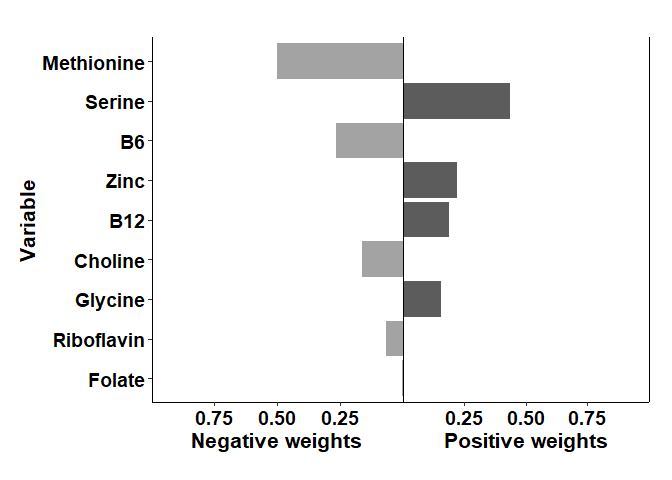 Variable
Methionine
Serine
B6
Zinc
B12
Choline
Glycine
Riboflavin
Folate
0.75 0.50 0.25 0.25 0.50 0.75
Negative weights Positive weights